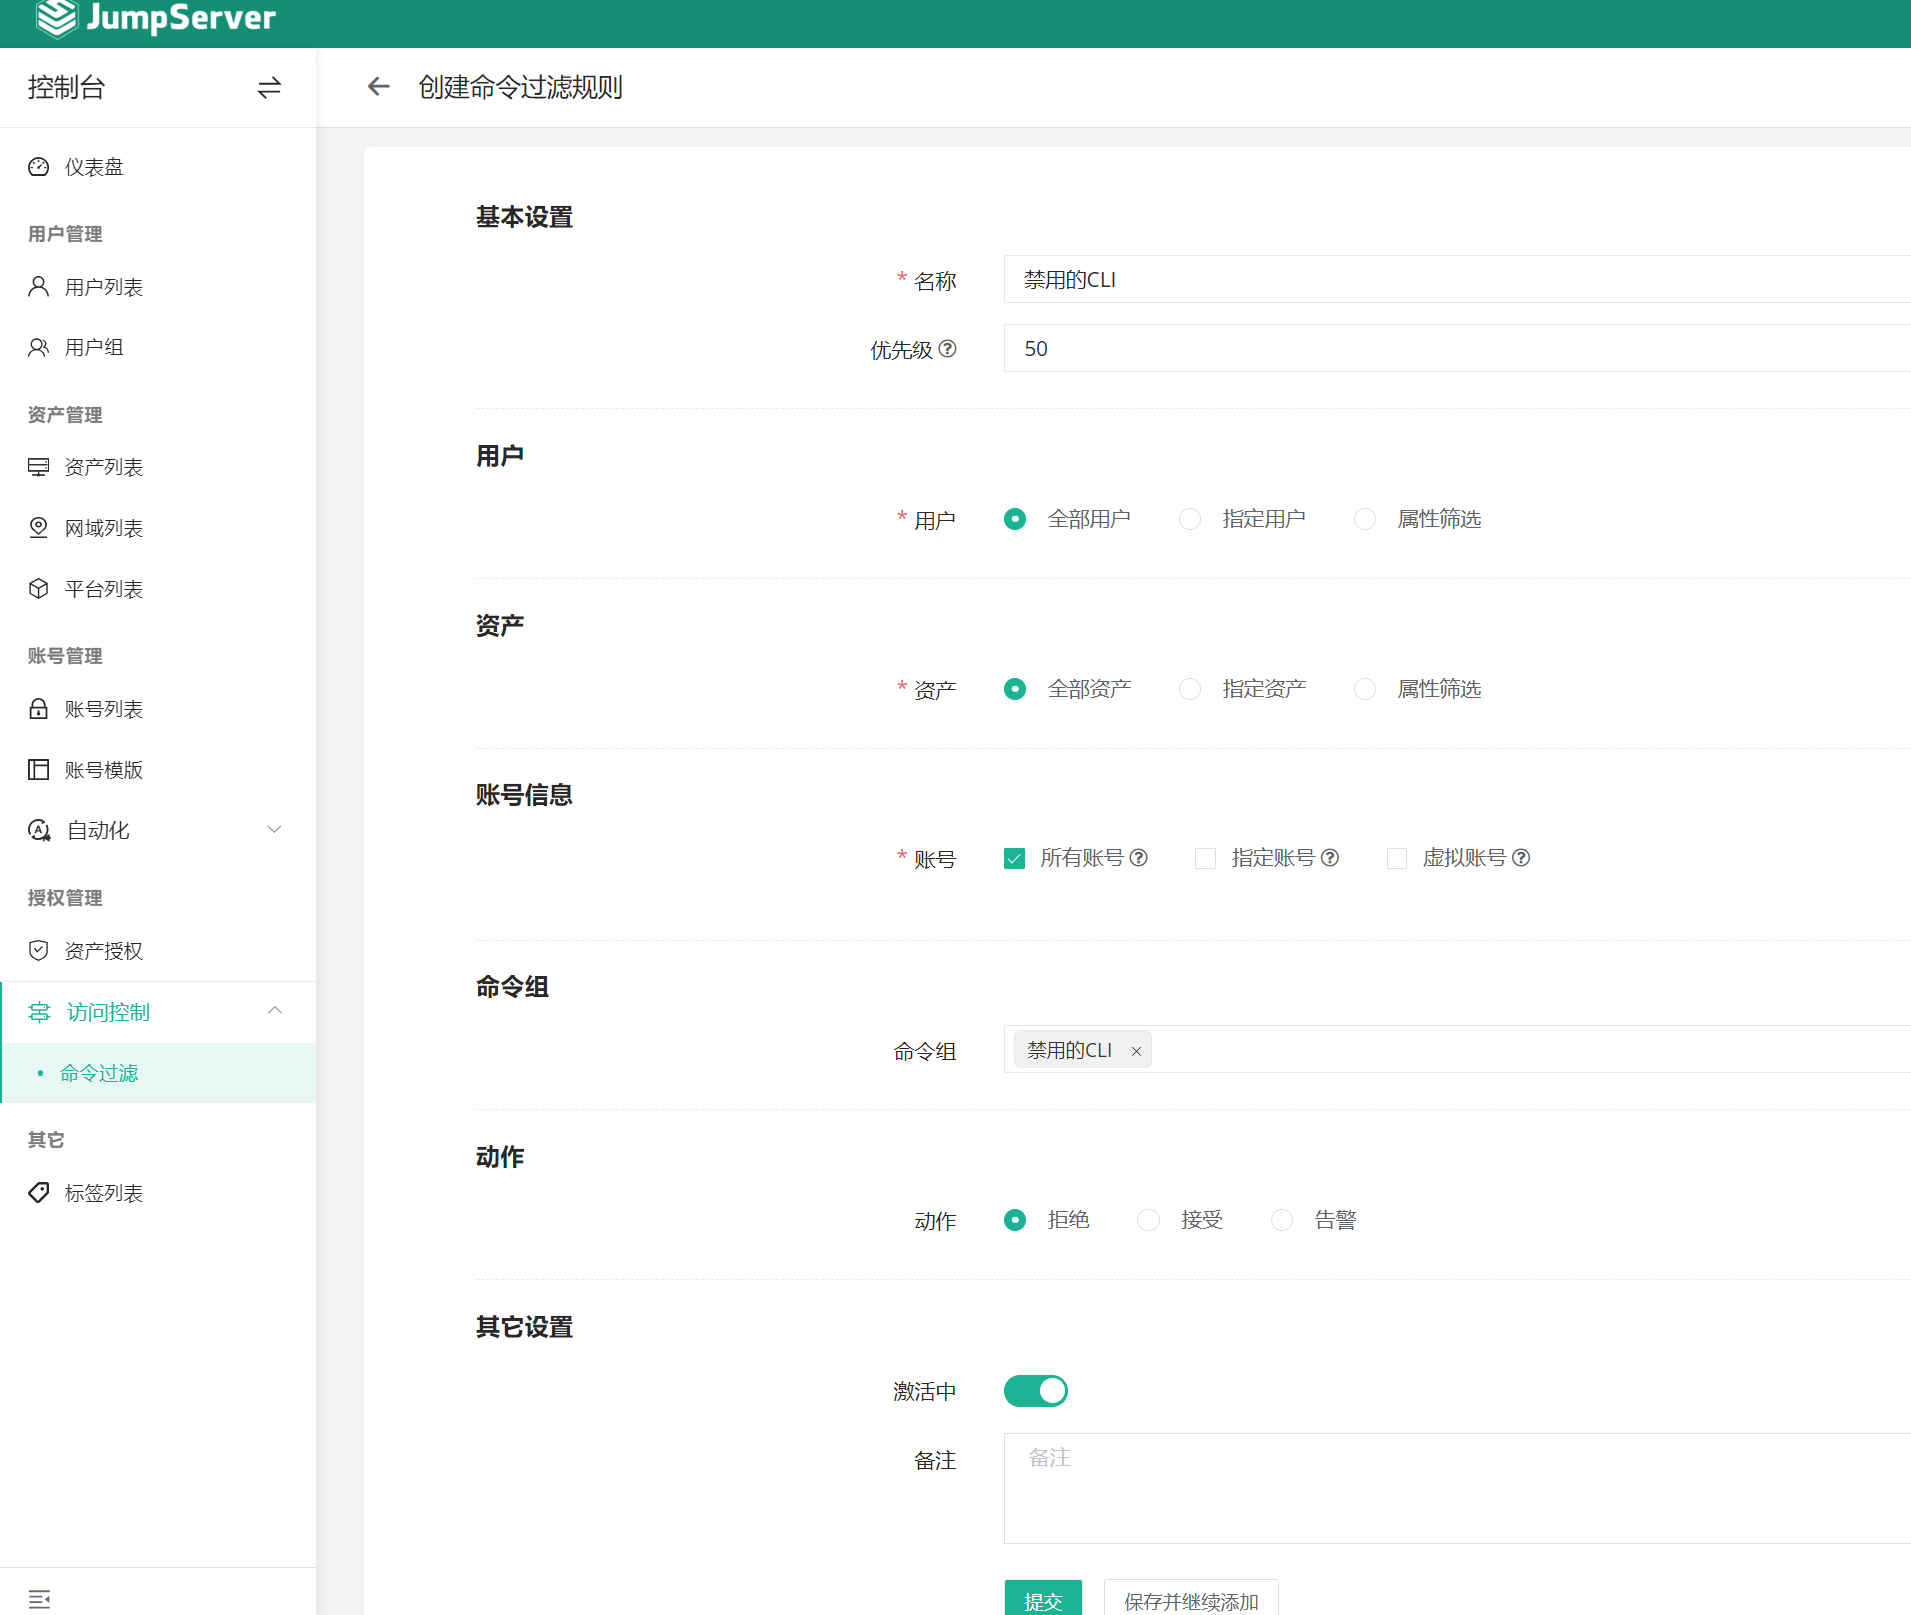 JumpServer
控制台
创建命令过滤规则
仪表盘
用户管理
用户列表
用户组
资产管理
资产列表
网域列表
平台列表
账号管理
账号列表
账号模版
自动化
授权管理
资产授权
访问控制
命令过滤
其它
标签列表
基本设置
* 名称 禁用的CLI
优先级 50
用户
* 用户 全部用户 指定用户 属性筛选
资产
* 资产 全部资产 指定资产 属性筛选
账号信息
* 账号 所有账号 指定账号 虚拟账号
命令组
命令组 禁用的CLI ×
动作
动作 拒绝 接受 告警
其它设置
激活中
备注 备注
提交 保存并继续添加